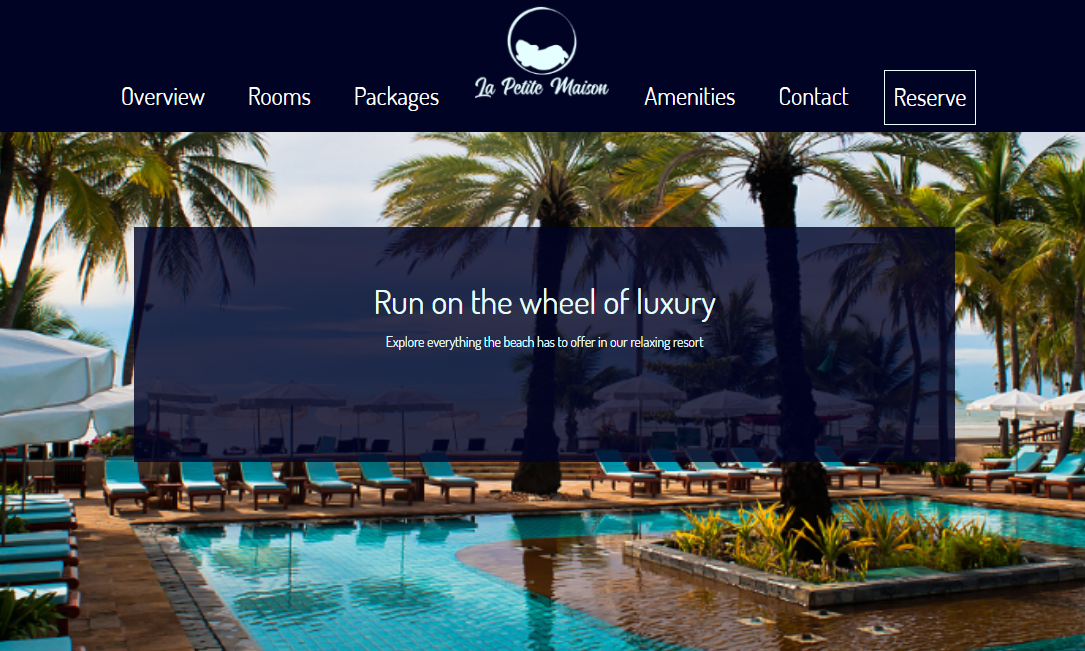 Overview
Rooms
Packages
La Petite Maison
Amenities
Contact
Reserve
Run on the wheel of luxury
Explore everything the beach has to offer in our relaxing resort